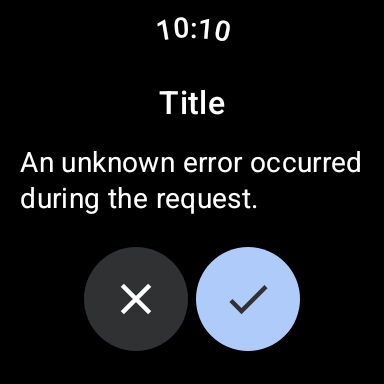 10:10
Title
An unknown error occurred
during the request.